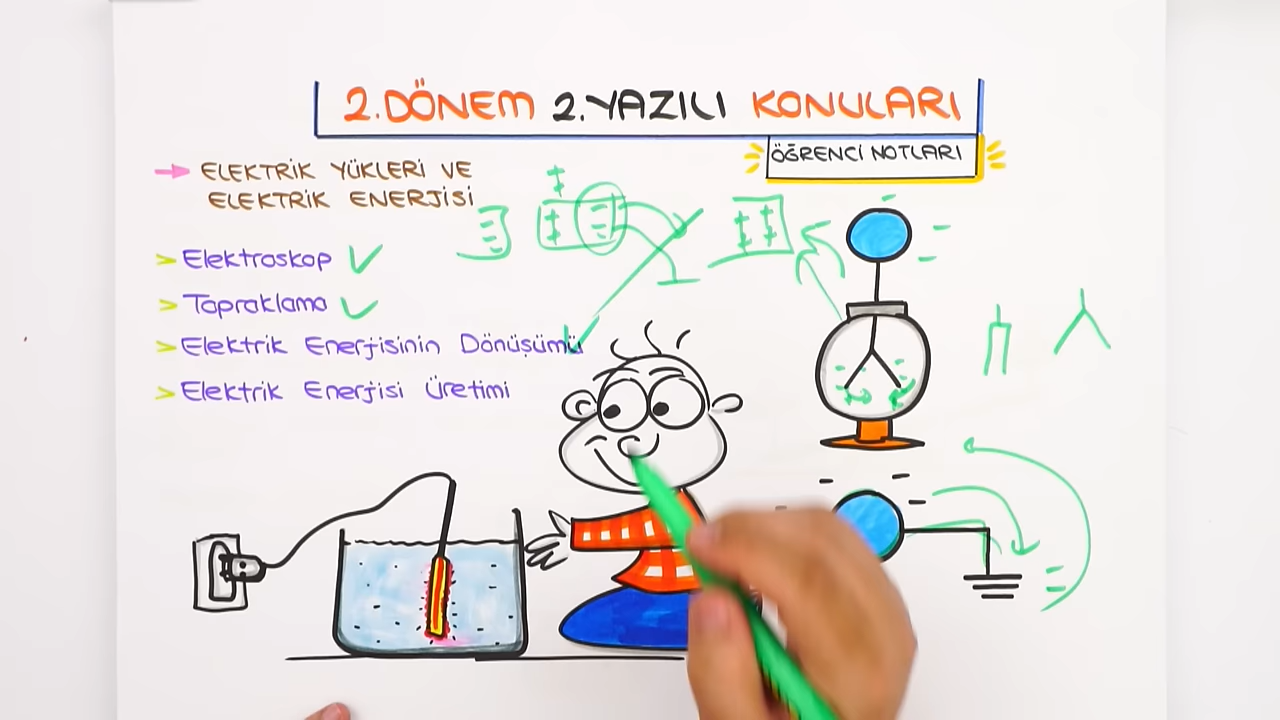 2.DÖNEM 2.YAZILI KONULARI
ÖĞRENCİ NOTLARI
→ ELEKTRİK YÜKLERİ VE
ELEKTRİK ENERJİSİ
> Elektroskop ✓
> Topraklama ✓
> Elektrik Enerjisinin Dönüşümü
> Elektrik Enerjisi Üretimi